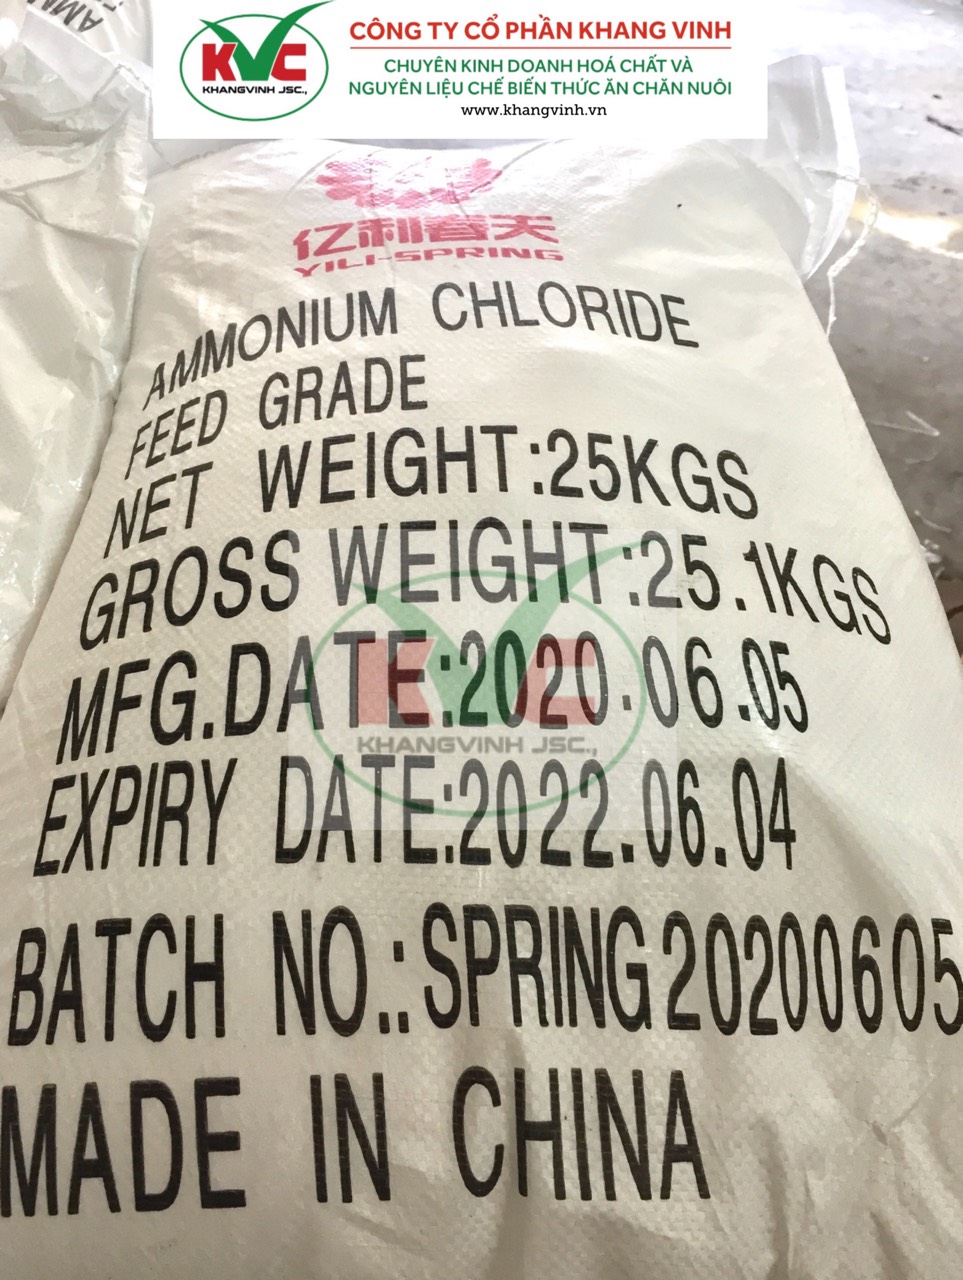 KVC
KHANGVINH JSC.,
CÔNG TY CỔ PHẦN KHANG VINH
CHUYÊN KINH DOANH HOÁ CHẤT VÀ
NGUYÊN LIỆU CHẾ BIẾN THỨC ĂN CHĂN NUÔI
www.khangvinh.vn
亿利春天
YILI-SPRING
AMMONIUM CHLORIDE
FEED GRADE
NET WEIGHT:25KGS
GROSS WEIGHT:25.1KGS
MFG.DATE:2020.06.05
KVC
KHANGVINH JSC.,
EXPIRY DATE:2022.06.04
BATCH NO.:SPRING20200605
MADE IN CHINA